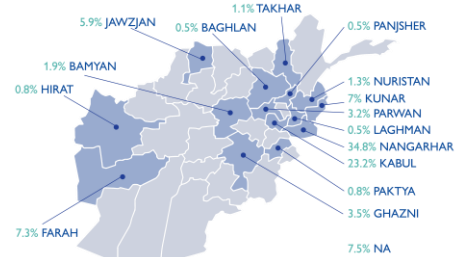 1.1% TAKHAR
5.9% JAWZJAN
0.5% BAGHLAN
0.5% PANJSHER
1.9% BAMYAN
0.8% HIRAT
1.3% NURISTAN
7% KUNAR
3.2% PARWAN
0.5% LAGHMAN
34.8% NANGARHAR
23.2% KABUL
0.8% PAKTYA
3.5% GHAZNI
7.3% FARAH
7.5% NA